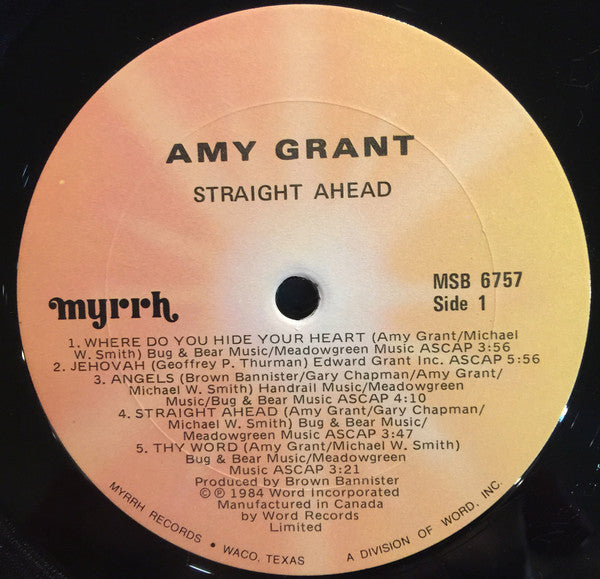 AMY GRANT
STRAIGHT AHEAD
myrrh
MSB 6757
Side 1
1. WHERE DO YOU HIDE YOUR HEART (Amy Grant/Michael
W. Smith) Bug & Bear Music/Meadowgreen Music ASCAP 3:56
2. JEHOVAH (Geoffrey P. Thurman) Edward Grant Inc. ASCAP 5:56
3. ANGELS (Brown Bannister/Gary Chapman/Amy Grant/
Michael W. Smith) Handrail Music/Meadowgreen
Music/Bug & Bear Music ASCAP 4:10
4. STRAIGHT AHEAD (Amy Grant/Gary Chapman/
Michael W. Smith) Bug & Bear Music/
Meadowgreen Music ASCAP 3:47
5. THY WORD (Amy Grant/Michael W. Smith)
Bug & Bear Music/Meadowgreen
Music ASCAP 3:21
Produced by Brown Bannister
© ℗ 1984 Word Incorporated
Manufactured in Canada
by Word Records
Limited
MYRRH RECORDS • WACO, TEXAS A DIVISION OF WORD, INC.